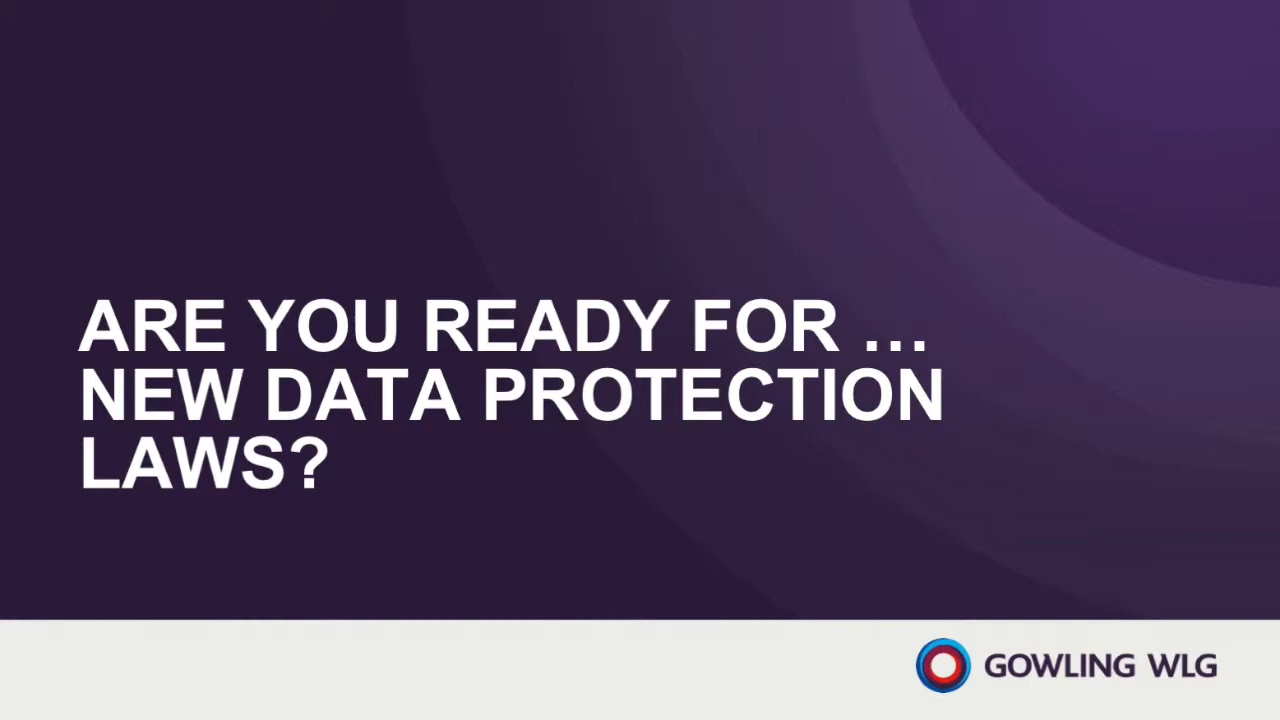 ARE YOU READY FOR ...
NEW DATA PROTECTION
LAWS?
GOWLING WLG